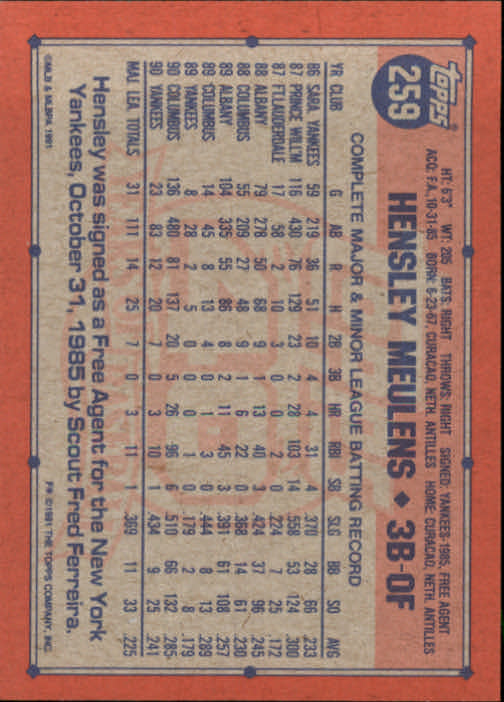 TOPPS
259
HT: 6'3" WT: 205 BATS: RIGHT THROWS: RIGHT SIGNED: YANKEES-1985, FREE AGENT
ACQ: F.A., 10-31-85 BORN: 6-23-67, CURACAO, NETH. ANTILLES HOME: CURACAO, NETH. ANTILLES
HENSLEY MEULENS ♦ 3B-OF
COMPLETE MAJOR & MINOR LEAGUE BATTING RECORD
YR CLUB G AB R H 2B 3B HR RBI SB SLG BB SO AVG
86 SARA. YANKEES 59 219 36 51 10 4 4 31 4 .370 28 66 .233
87 PRINCE WILL'M 116 430 76 129 23 2 28 103 14 .558 53 124 .300
87 FT.LAUDERDALE 17 58 2 10 3 0 0 2 0 .224 7 25 .172
88 ALBANY 79 278 50 68 9 1 13 40 3 .424 37 96 .245
88 COLUMBUS 55 209 27 48 9 1 6 22 0 .368 14 61 .230
89 ALBANY 104 335 55 86 8 2 11 45 3 .391 61 108 .257
89 COLUMBUS 14 45 8 13 4 0 1 3 0 .444 8 13 .289
89 YANKEES 8 28 2 5 0 0 0 1 0 .179 2 8 .179
90 COLUMBUS 136 480 81 137 20 5 26 96 6 .510 66 132 .285
90 YANKEES 23 83 12 20 7 0 3 10 1 .434 9 25 .241
MAJ. LEA. TOTALS 31 111 14 25 7 0 3 11 1 .369 11 33 .225
Hensley was signed as a Free Agent for the New York
Yankees, October 31, 1985 by Scout Fred Ferreira.
©MLB & MLBPA 1991
F* ©1991 THE TOPPS COMPANY, INC.